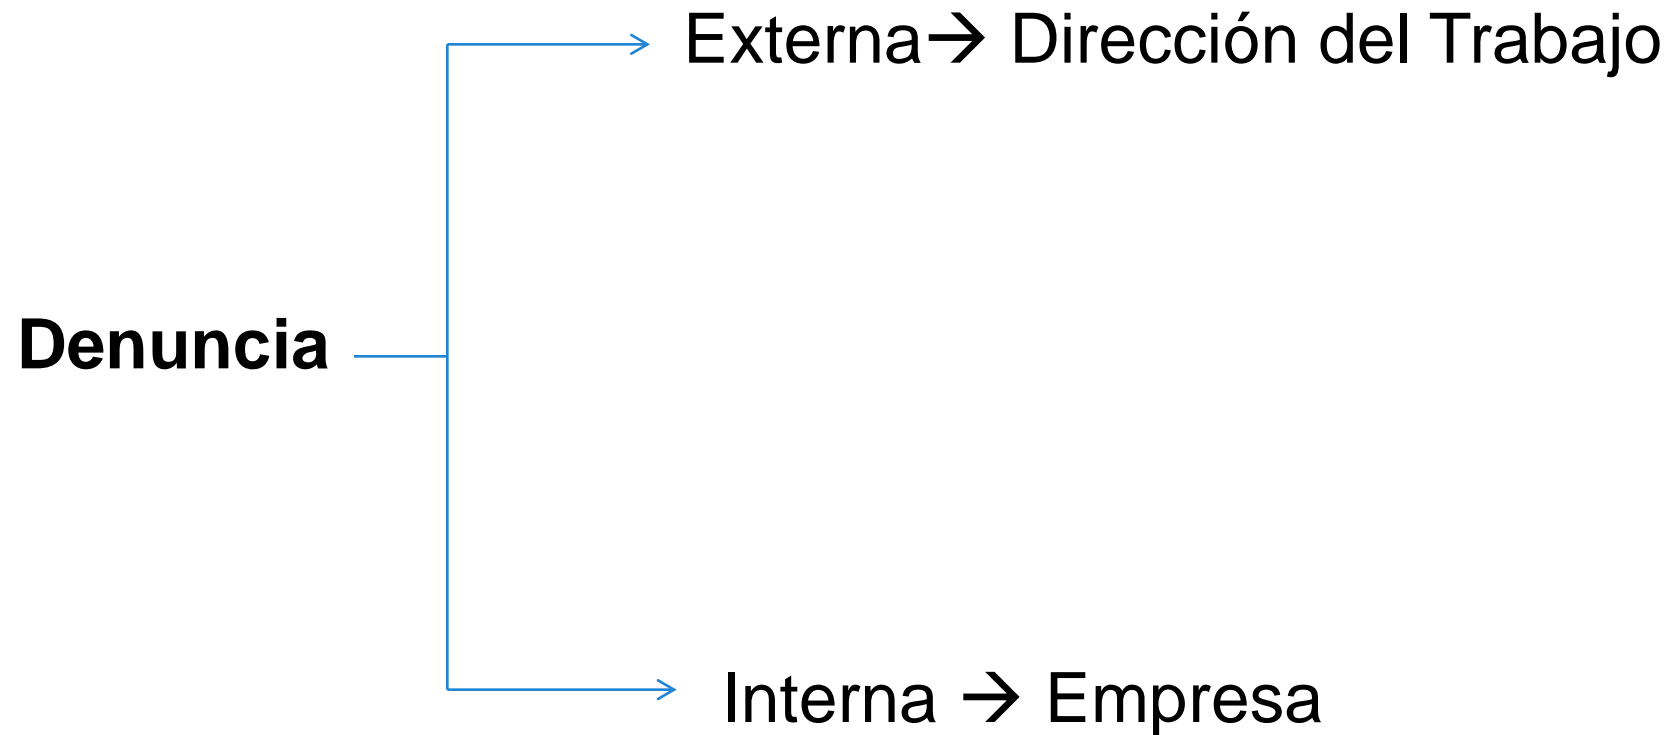 Externa→ Dirección del Trabajo
Denuncia
Interna → Empresa